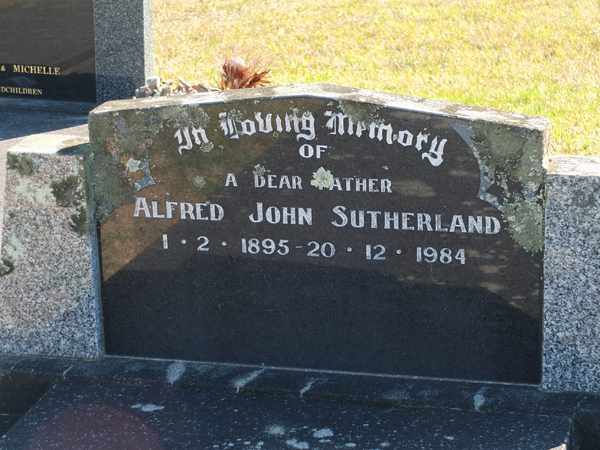 & MICHELLE
In Loving Memory
OF
A DEAR FATHER
ALFRED JOHN SUTHERLAND
1 · 2 · 1895 - 20 · 12 · 1984